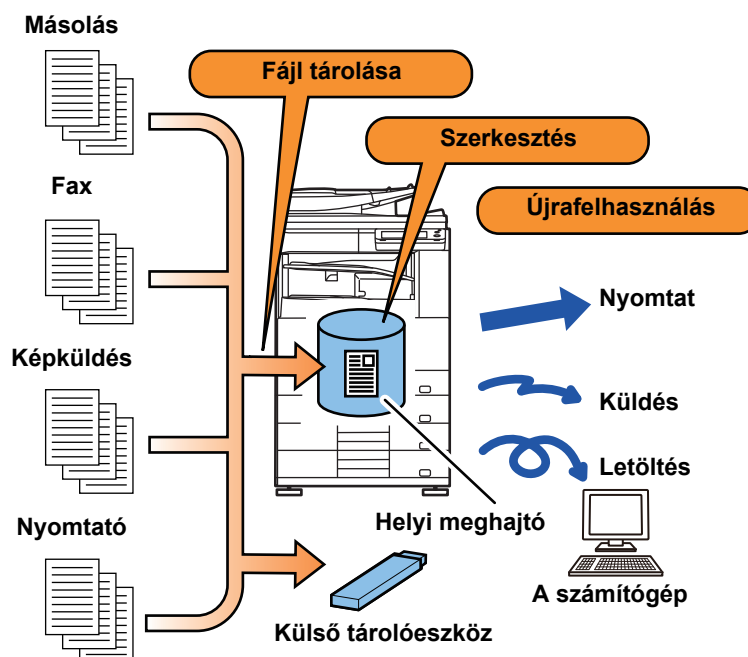 Másolás
Fájl tárolása
Szerkesztés
Fax
Újrafelhasználás
Nyomtat
Képküldés
Küldés
Letöltés
Nyomtató
Helyi meghajtó
A számítógép
Külső tárolóeszköz